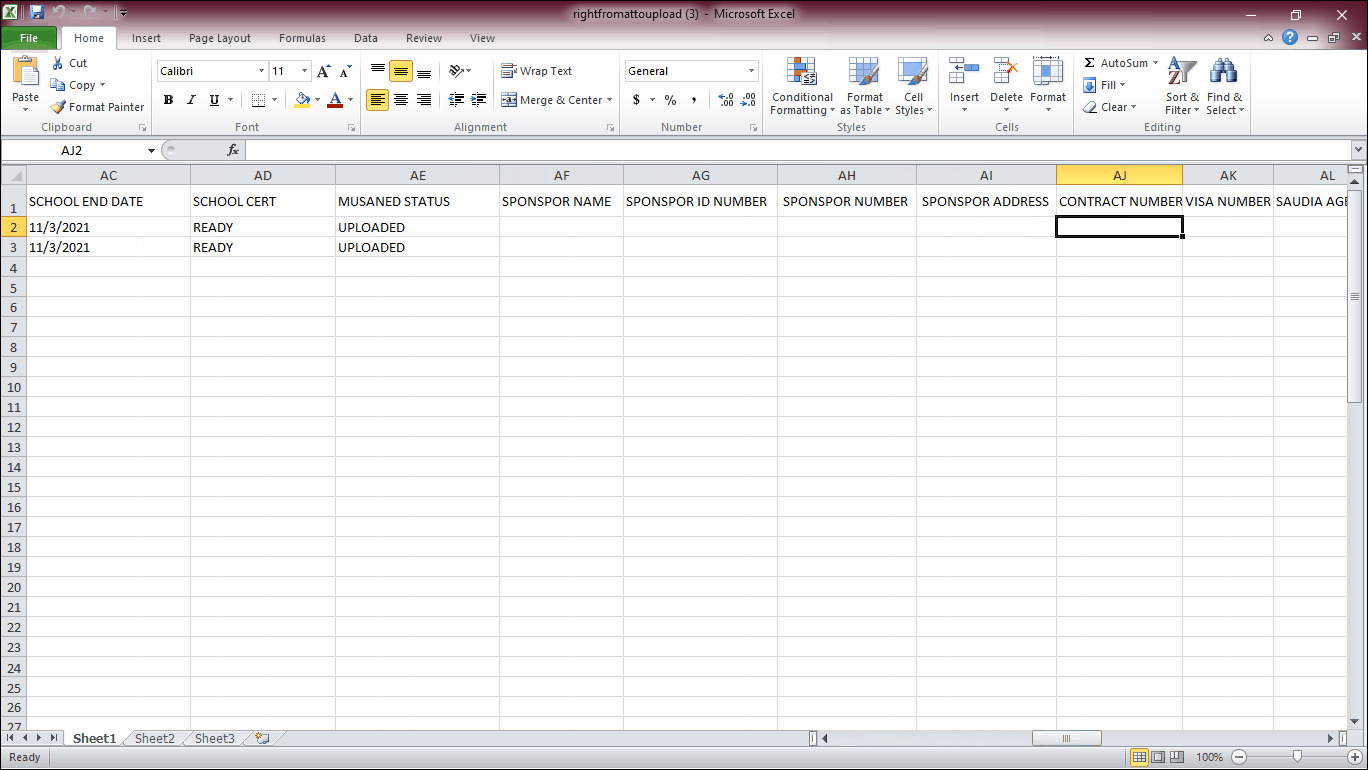 rightfromattoupload (3) - Microsoft Excel
File Home Insert Page Layout Formulas Data Review View
Paste Cut Copy Format Painter Clipboard
Calibri 11 A A B I U A Font
Wrap Text Merge & Center Alignment
General $ % , .0 .00 .00 .0 Number
Conditional Formatting Format as Table Cell Styles Styles
Insert Delete Format Cells
Σ AutoSum Fill Clear Sort & Filter Find & Select Editing
AJ2 fx
AC AD AE AF AG AH AI AJ AK AL
1 SCHOOL END DATE SCHOOL CERT MUSANED STATUS SPONSPOR NAME SPONSPOR ID NUMBER SPONSPOR NUMBER SPONSPOR ADDRESS CONTRACT NUMBER VISA NUMBER SAUDIA AGE
2 11/3/2021 READY UPLOADED
3 11/3/2021 READY UPLOADED
4
5
6
7
8
9
10
11
12
13
14
15
16
17
18
19
20
21
22
23
24
25
26
27
Sheet1 Sheet2 Sheet3
Ready 100%